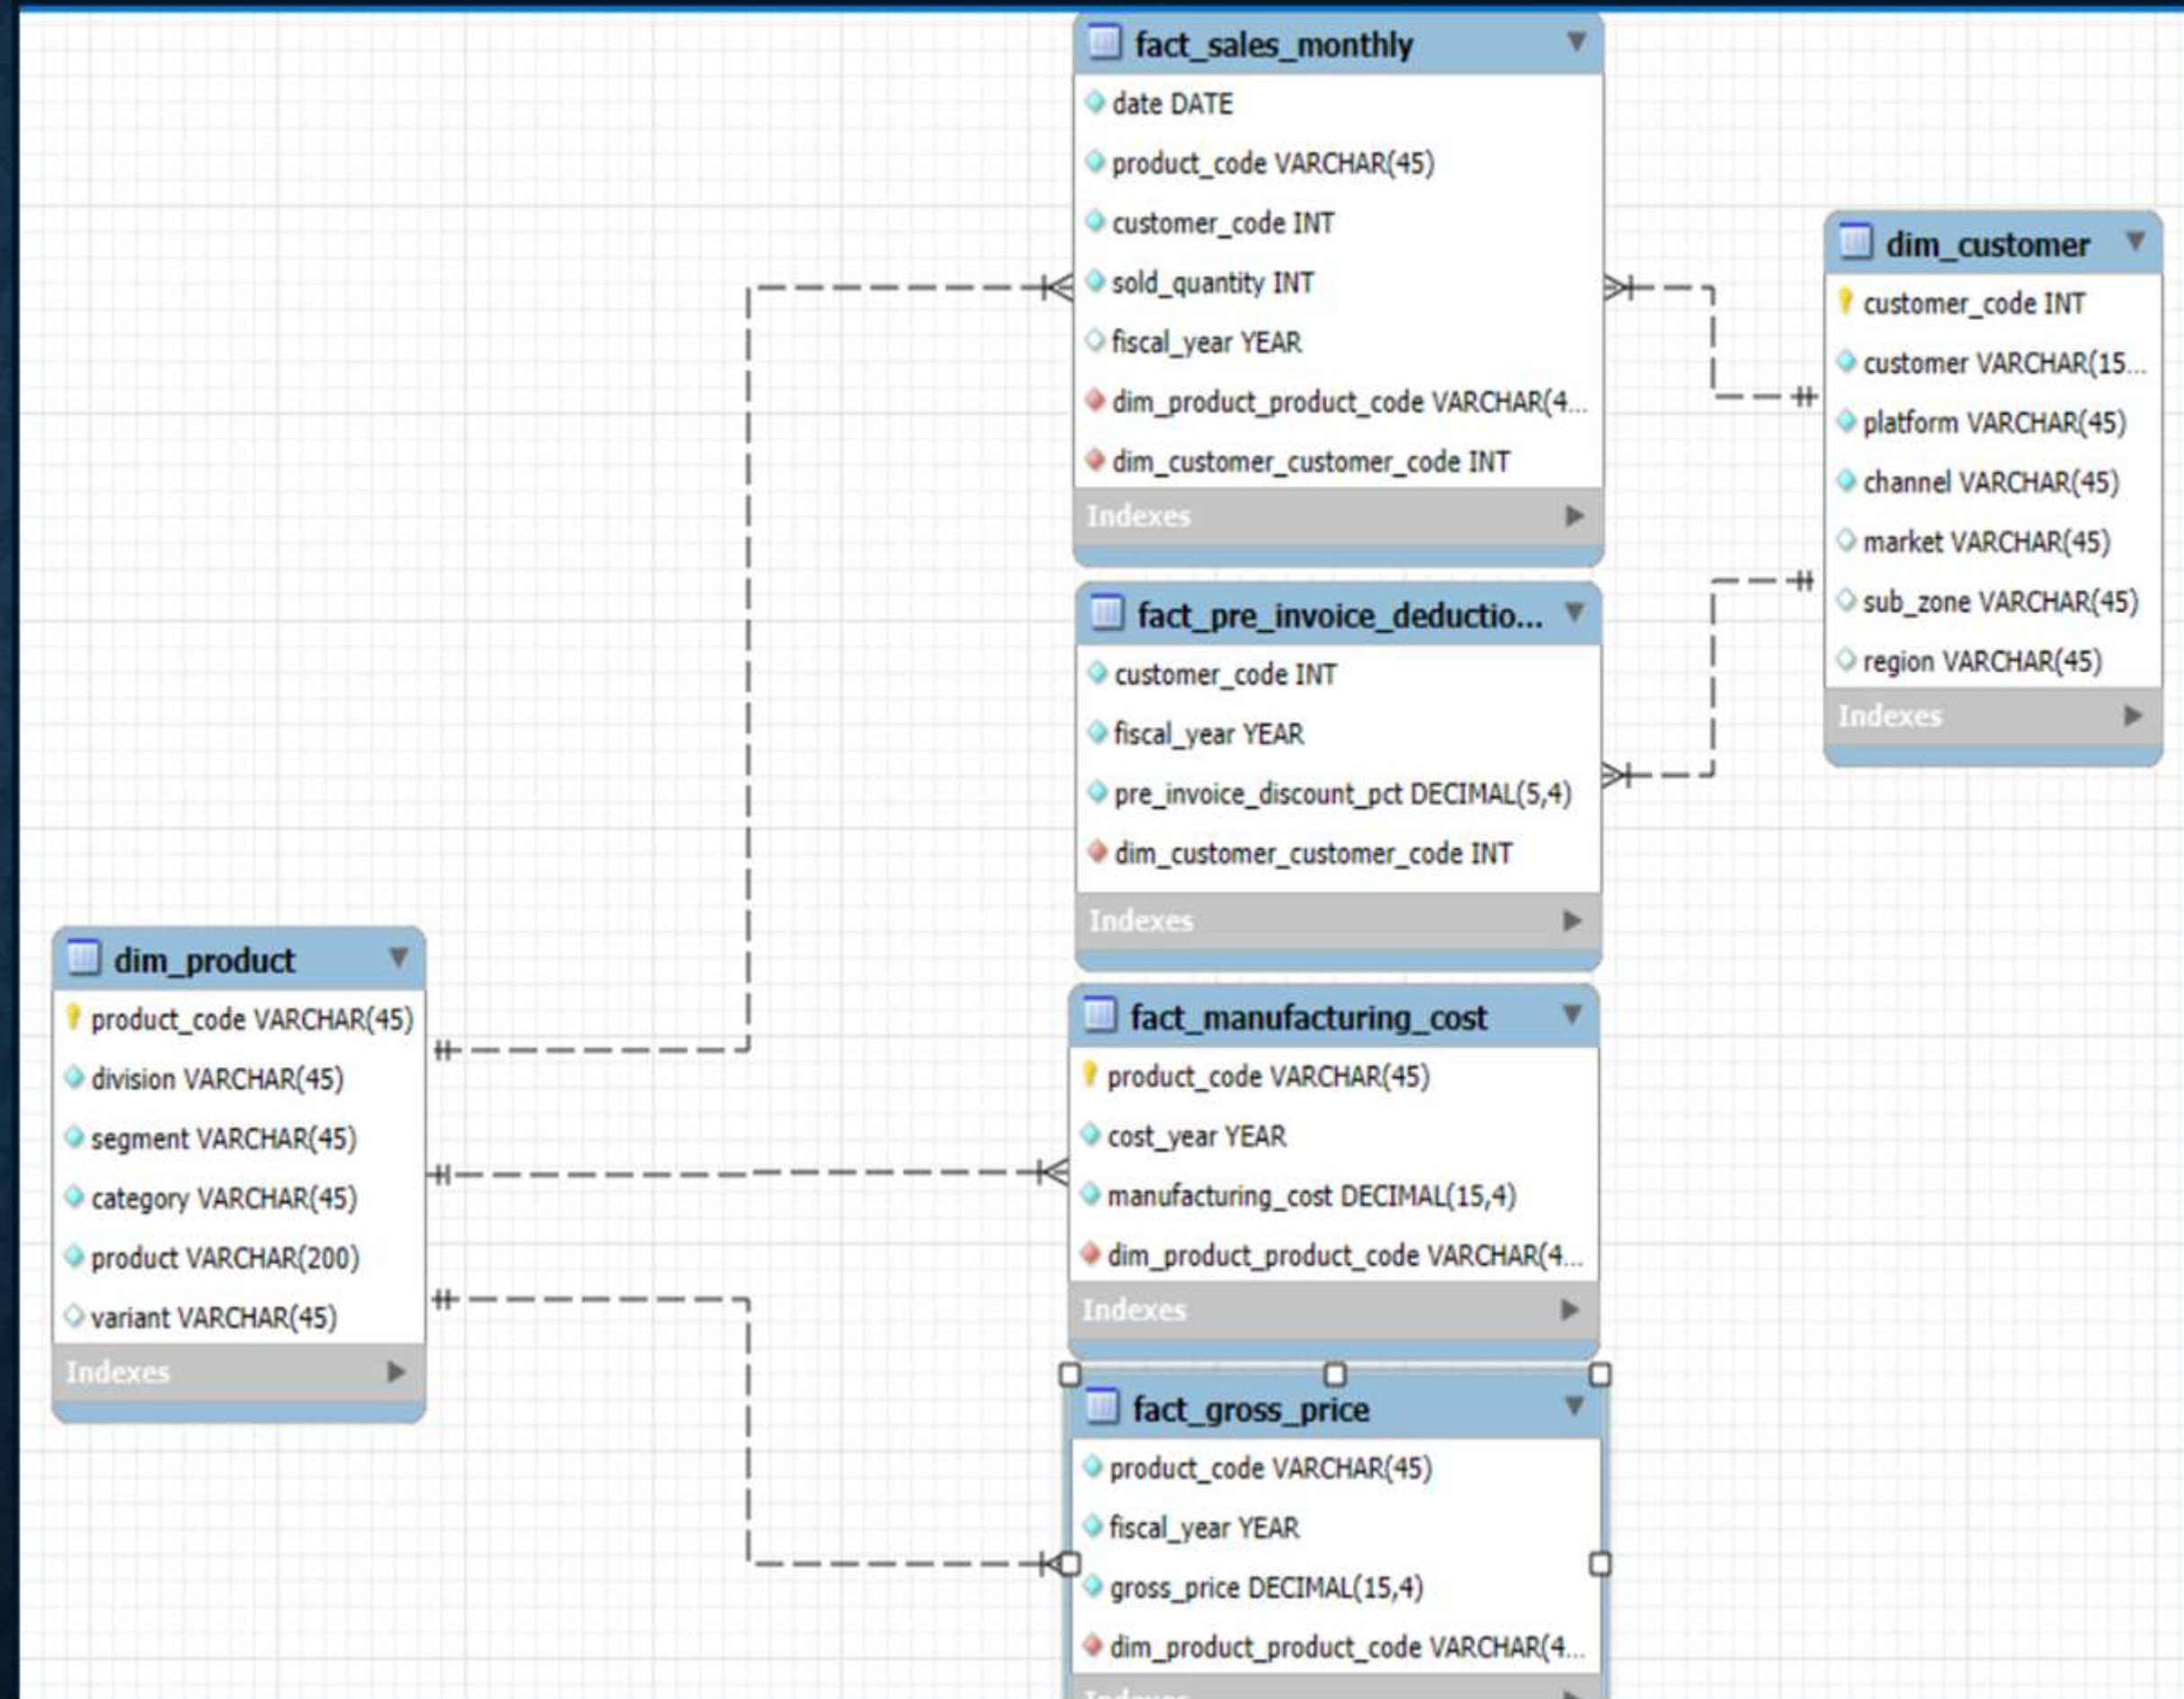 fact_sales_monthly
date DATE
product_code VARCHAR(45)
customer_code INT
sold_quantity INT
fiscal_year YEAR
dim_product_product_code VARCHAR(4...
dim_customer_customer_code INT
Indexes
dim_customer
customer_code INT
customer VARCHAR(15...
platform VARCHAR(45)
channel VARCHAR(45)
market VARCHAR(45)
sub_zone VARCHAR(45)
region VARCHAR(45)
Indexes
fact_pre_invoice_deductio...
customer_code INT
fiscal_year YEAR
pre_invoice_discount_pct DECIMAL(5,4)
dim_customer_customer_code INT
Indexes
dim_product
product_code VARCHAR(45)
division VARCHAR(45)
segment VARCHAR(45)
category VARCHAR(45)
product VARCHAR(200)
variant VARCHAR(45)
Indexes
fact_manufacturing_cost
product_code VARCHAR(45)
cost_year YEAR
manufacturing_cost DECIMAL(15,4)
dim_product_product_code VARCHAR(4...
Indexes
fact_gross_price
product_code VARCHAR(45)
fiscal_year YEAR
gross_price DECIMAL(15,4)
dim_product_product_code VARCHAR(4...
Indexes